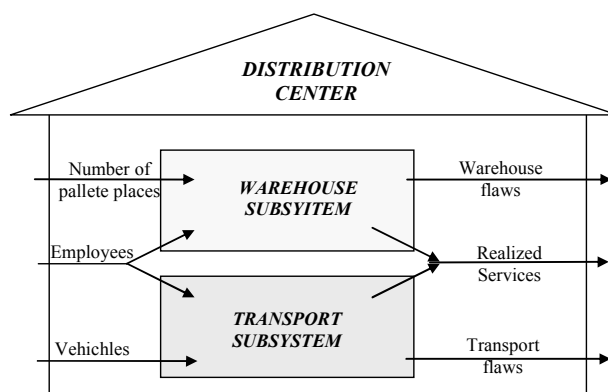 DISTRIBUTION
CENTER
Number of
pallete places
WAREHOUSE
SUBSYITEM
Warehouse
flaws
Employees
Realized
Services
TRANSPORT
SUBSYSTEM
Vehichles
Transport
flaws